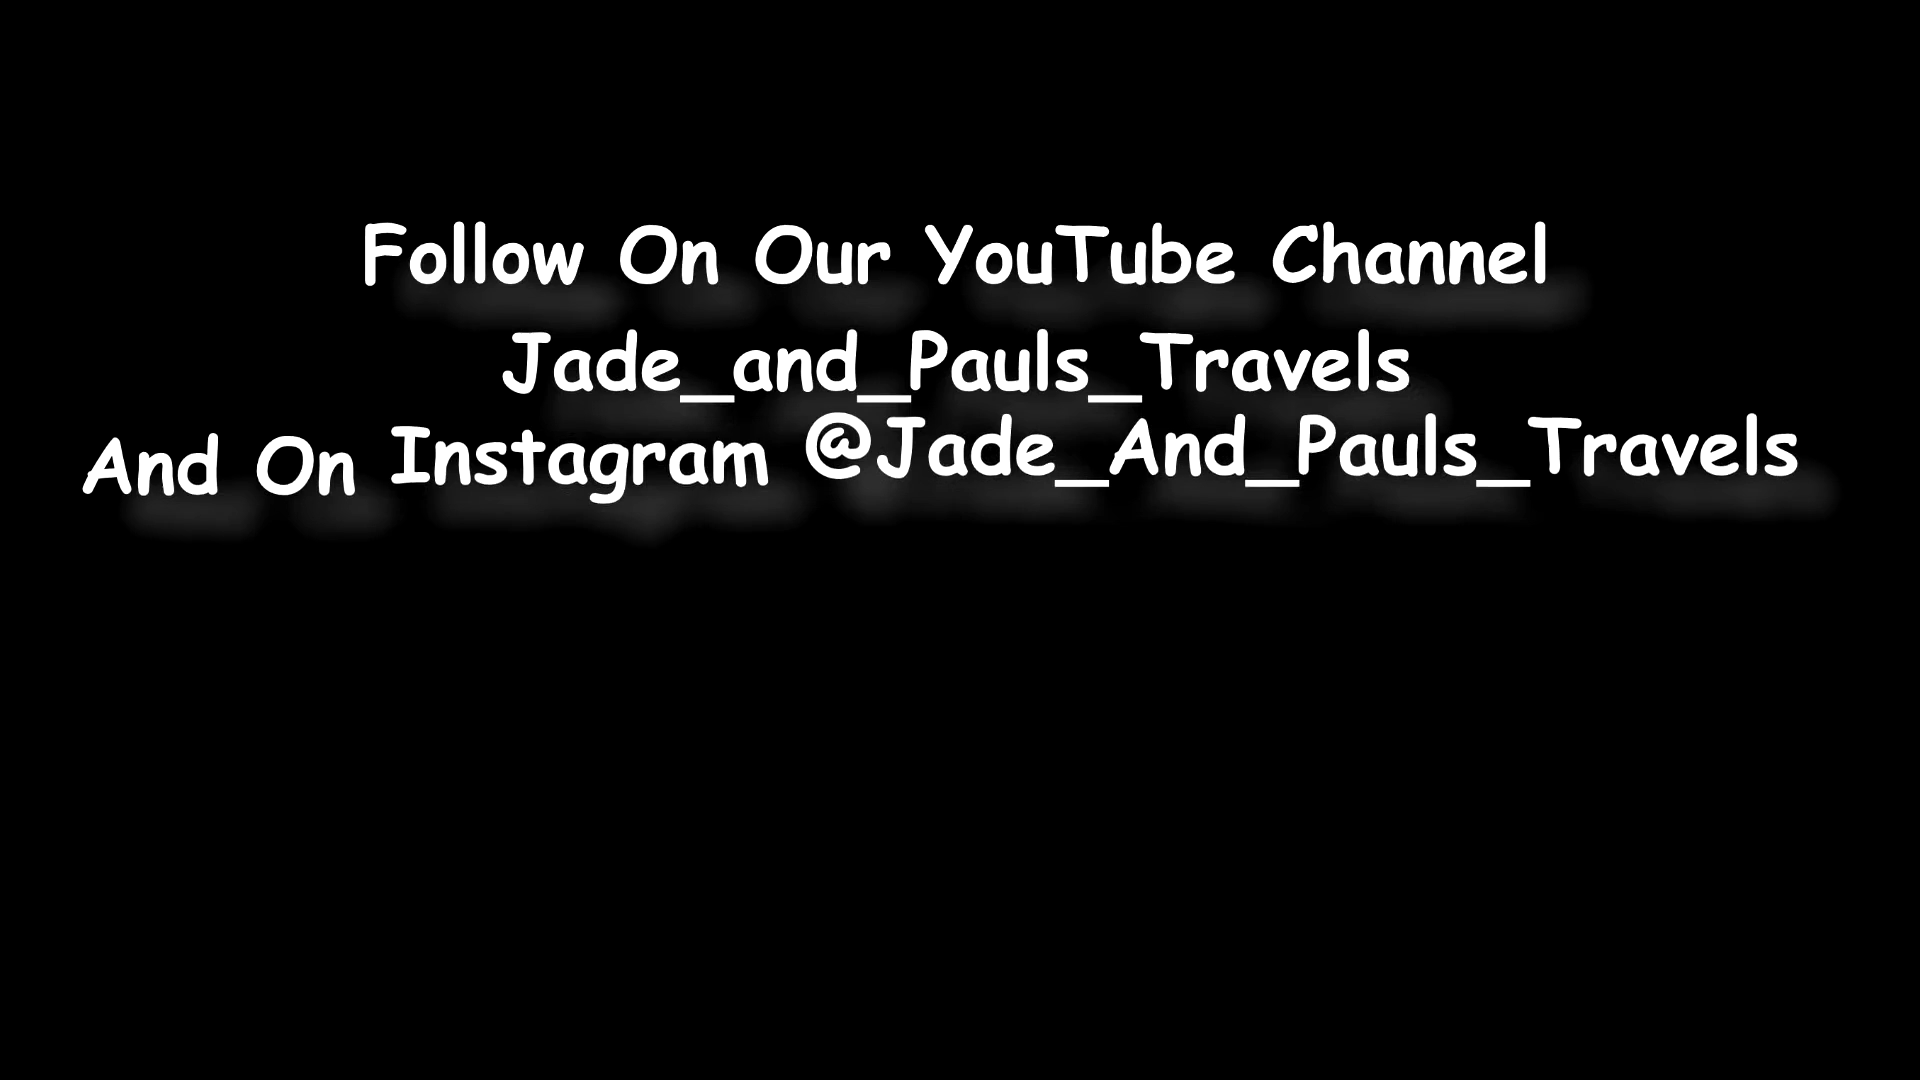 Follow On Our YouTube Channel
Jade_and_Pauls_Travels
And On Instagram @Jade_And_Pauls_Travels